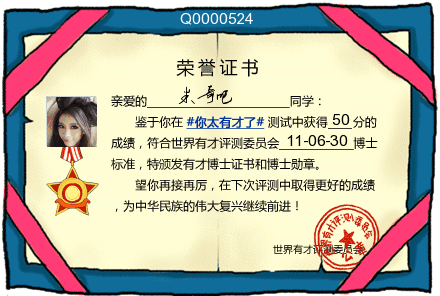 Q0000524
荣誉证书
亲爱的 朱奇吧 同学：
鉴于你在 #你太有才了# 测试中获得 50 分的
成绩，符合世界有才评测委员会 11-06-30 博士
标准，特颁发有才博士证书和博士勋章。
望你再接再厉，在下次评测中取得更好的成绩
，为中华民族的伟大复兴继续前进！
世界有才评测委员会